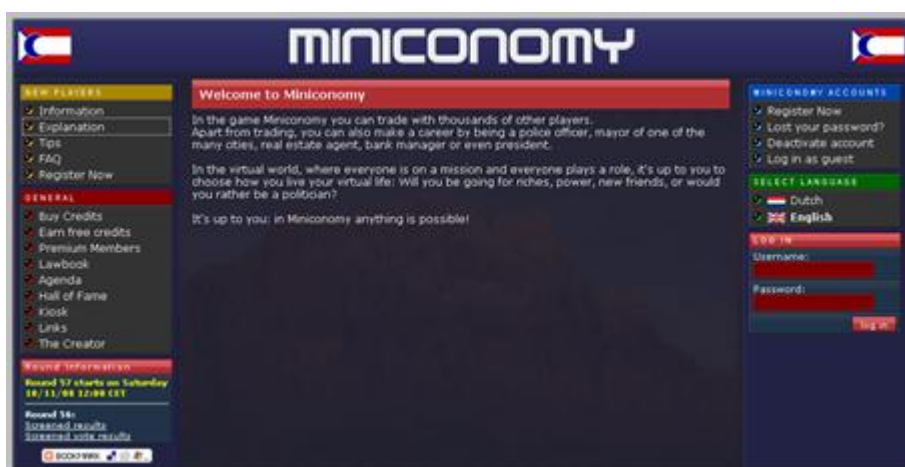 MINICONOMY
NEW PLAYERS
Information
Explanation
Tips
FAQ
Register Now
GENERAL
Buy Credits
Earn free credits
Premium Members
Lawbook
Agenda
Hall of Fame
Kiosk
Links
The Creator
Round Information
Round 57 starts on Saturday
12:00 CET
Round 56:
Screened results
Screened vote results
BOOKMARK
Welcome to Miniconomy
In the game Miniconomy you can trade with thousands of other players.
Apart from trading, you can also make a career by being a police officer, mayor of one of the
many cities, real estate agent, bank manager or even president.
In the virtual world, where everyone is on a mission and everyone plays a role, it's up to you to
choose how you live your virtual life: Will you be going for riches, power, new friends, or would
you rather be a politician?
It's up to you: in Miniconomy anything is possible!
MINICONOMY ACCOUNTS
Register Now
Lost your password?
Deactivate account
Log in as guest
SELECT LANGUAGE
Dutch
English
LOG IN
Username:
Password:
log in